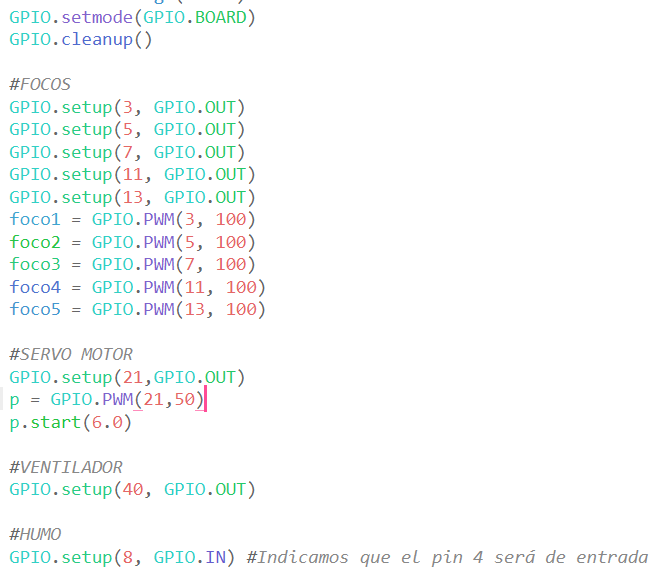 GPIO.setmode(GPIO.BOARD)
GPIO.cleanup()
#FOCOS
GPIO.setup(3, GPIO.OUT)
GPIO.setup(5, GPIO.OUT)
GPIO.setup(7, GPIO.OUT)
GPIO.setup(11, GPIO.OUT)
GPIO.setup(13, GPIO.OUT)
foco1 = GPIO.PWM(3, 100)
foco2 = GPIO.PWM(5, 100)
foco3 = GPIO.PWM(7, 100)
foco4 = GPIO.PWM(11, 100)
foco5 = GPIO.PWM(13, 100)
#SERVO MOTOR
GPIO.setup(21,GPIO.OUT)
p = GPIO.PWM(21,50)
p.start(6.0)
#VENTILADOR
GPIO.setup(40, GPIO.OUT)
#HUMO
GPIO.setup(8, GPIO.IN) #Indicamos que el pin 4 será de entrada